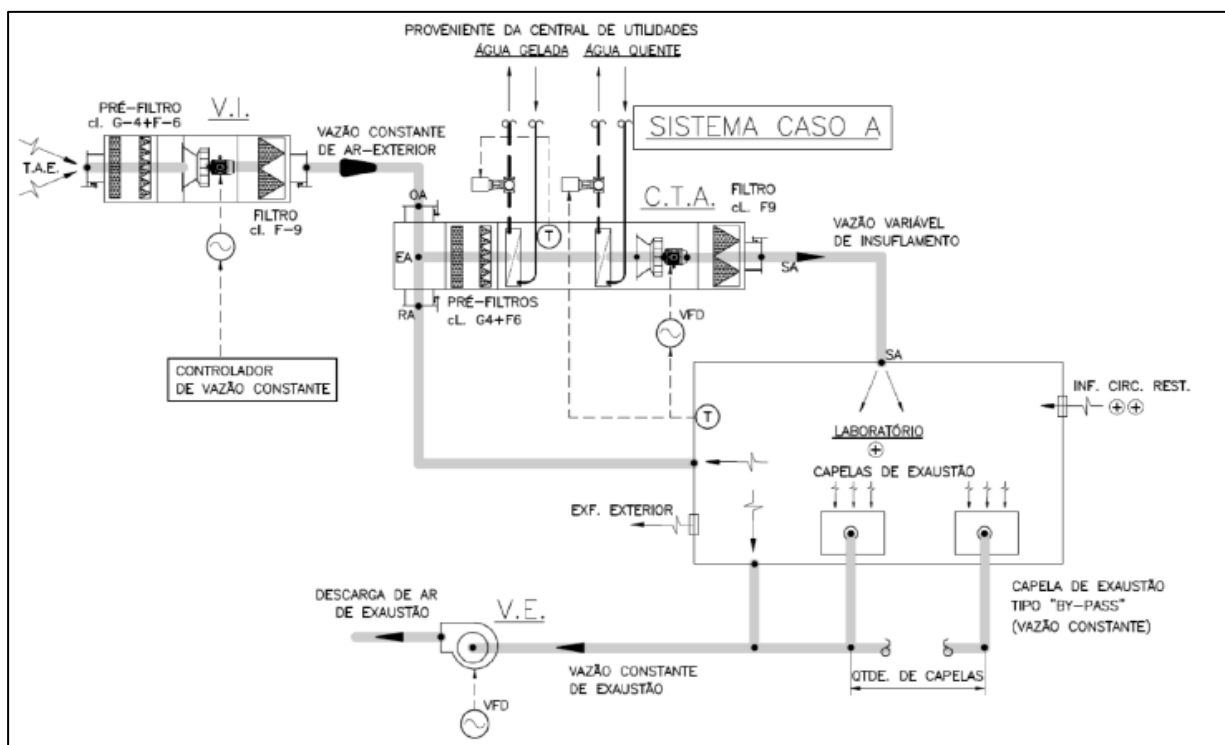 PROVENIENTE DA CENTRAL DE UTILIDADES
ÁGUA GELADA
ÁGUA QUENTE
SISTEMA CASO A
V.I.
PRÉ-FILTRO
cl. G-4+F-6
T.A.E.
FILTRO
cl. F-9
VAZÃO CONSTANTE
DE AR-EXTERIOR
CONTROLADOR
DE VAZÃO CONSTANTE
OA
EA
RA
PRÉ-FILTROS
cL. G4+F6
T
C.T.A.
FILTRO
cL. F9
VFD
SA
VAZÃO VARIÁVEL
DE INSUFLAMENTO
SA
INF. CIRC. REST.
T
LABORATÓRIO
CAPELAS DE EXAUSTÃO
EXF. EXTERIOR
CAPELA DE EXAUSTÃO
TIPO "BY-PASS"
(VAZÃO CONSTANTE)
DESCARGA DE AR
DE EXAUSTÃO
V.E.
VAZÃO CONSTANTE
DE EXAUSTÃO
QTDE. DE CAPELAS
VFD